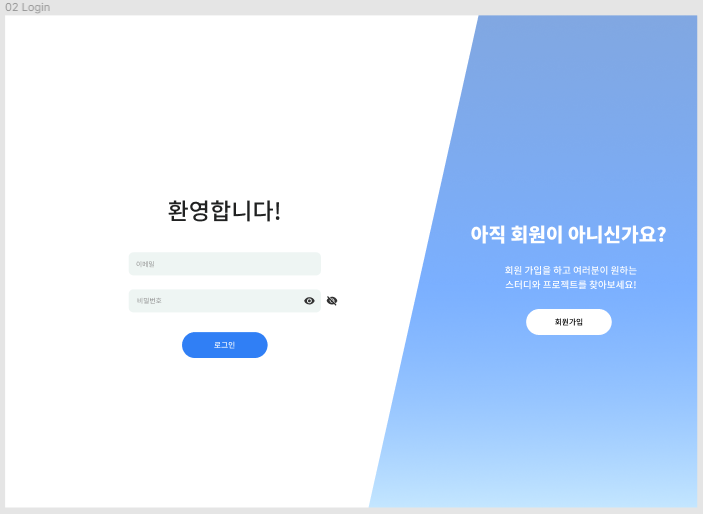 02 Login
환영합니다!
이메일
비밀번호
로그인
아직 회원이 아니신가요?
회원 가입을 하고 여러분이 원하는
스터디와 프로젝트를 찾아보세요!
회원가입